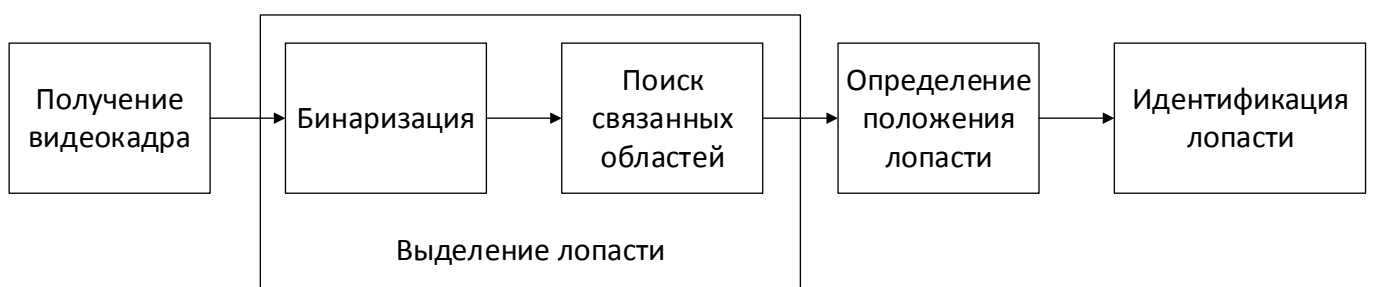 Получение
видеокадра
Бинаризация
Поиск
связанных
областей
Выделение лопасти
Определение
положения
лопасти
Идентификация
лопасти